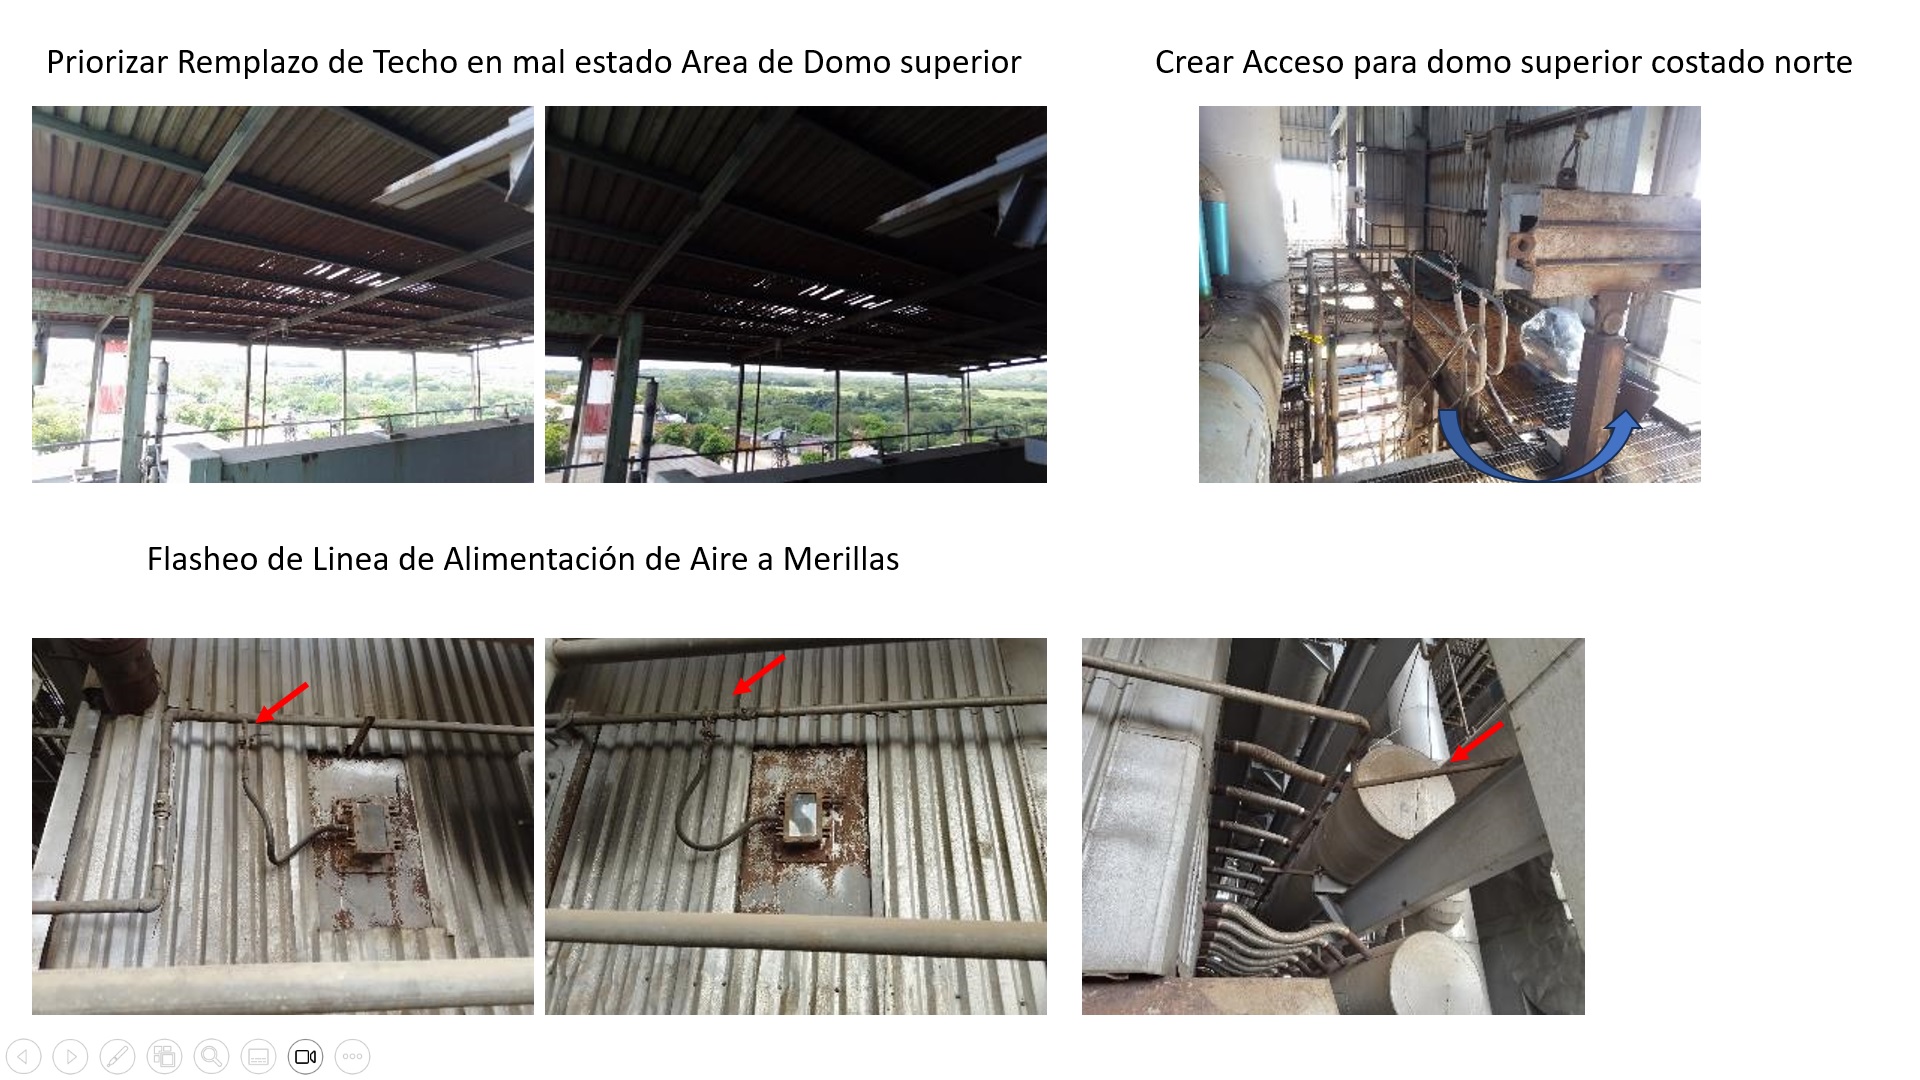 Priorizar Remplazo de Techo en mal estado Area de Domo superior
Crear Acceso para domo superior costado norte
Flasheo de Linea de Alimentación de Aire a Merillas